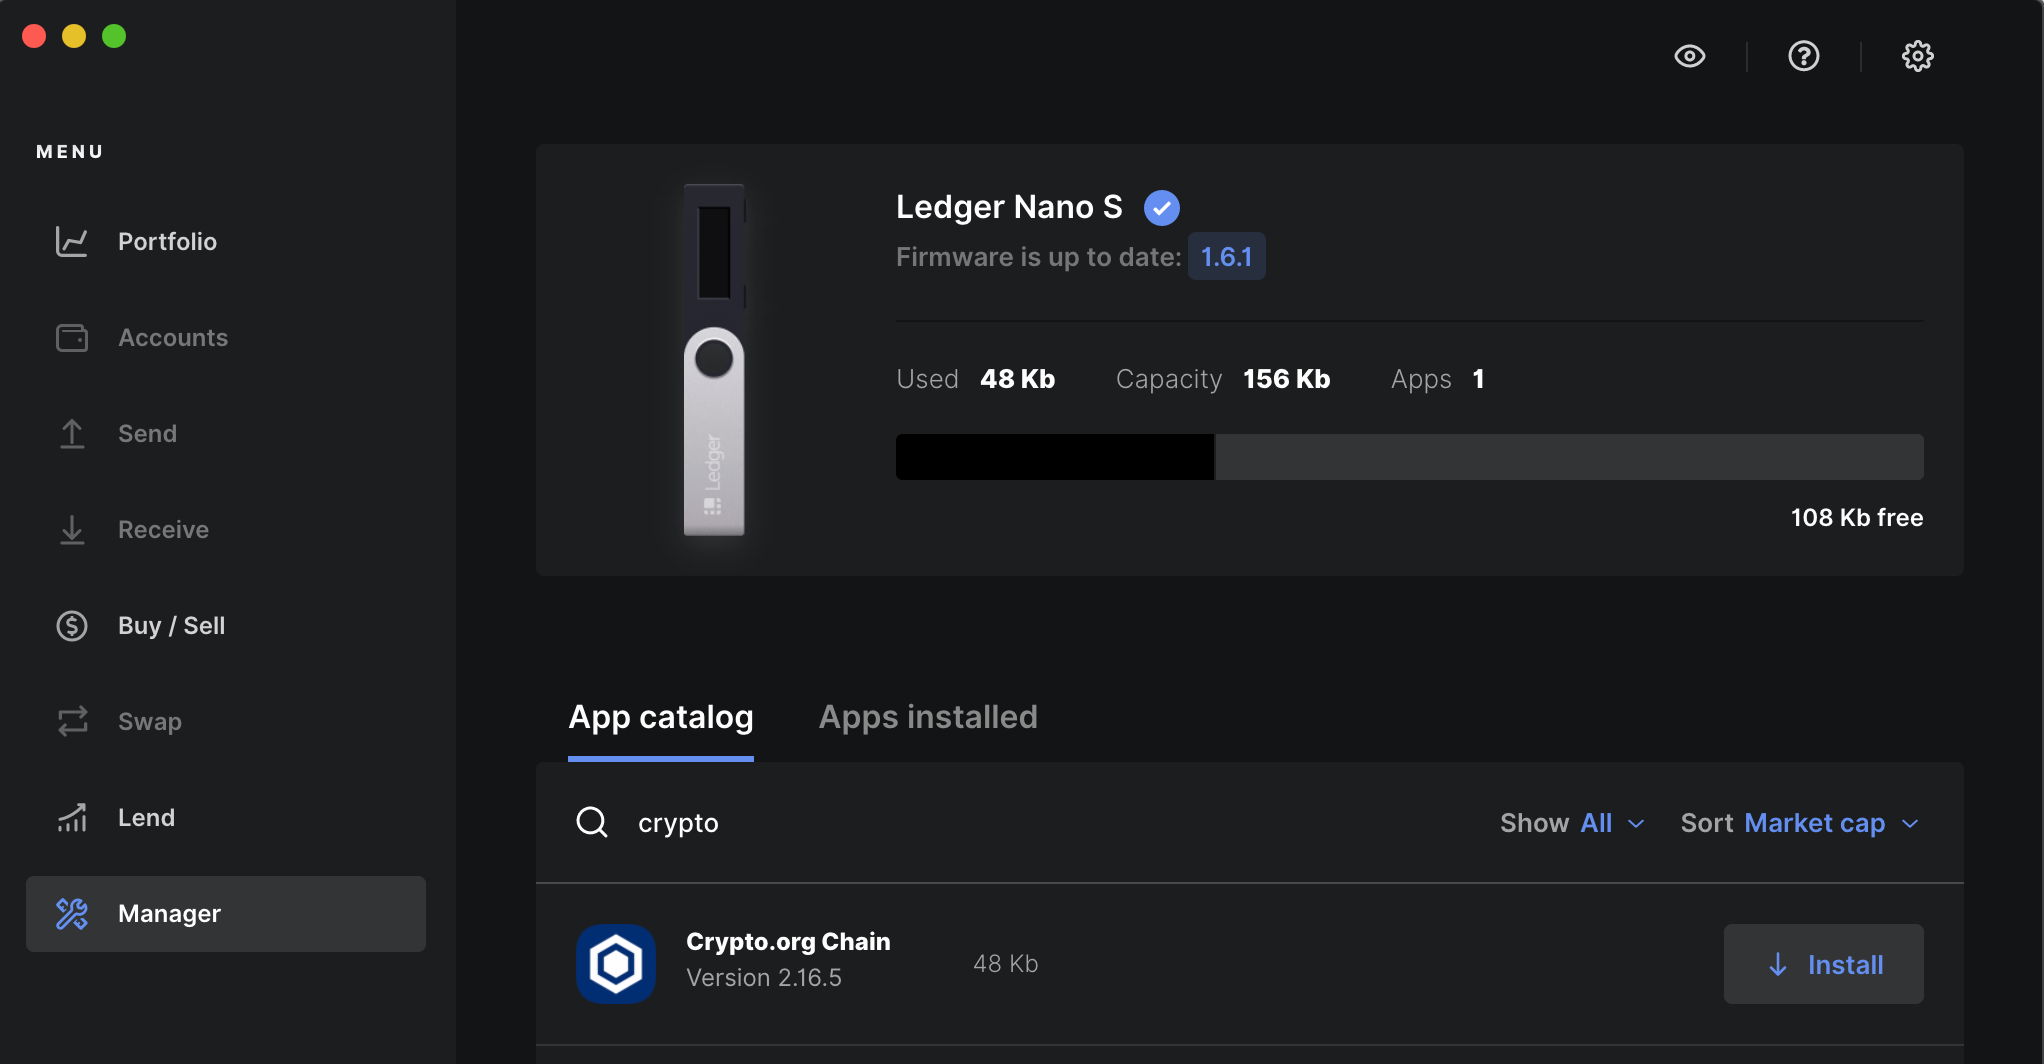 MENU
Portfolio
Accounts
Send
Receive
Buy / Sell
Swap
Lend
Manager
Ledger Nano S
Firmware is up to date: 1.6.1
Used 48 Kb Capacity 156 Kb Apps 1
Ledger
108 Kb free
App catalog Apps installed
crypto Show All Sort Market cap
Crypto.org Chain
Version 2.16.5
48 Kb
Install